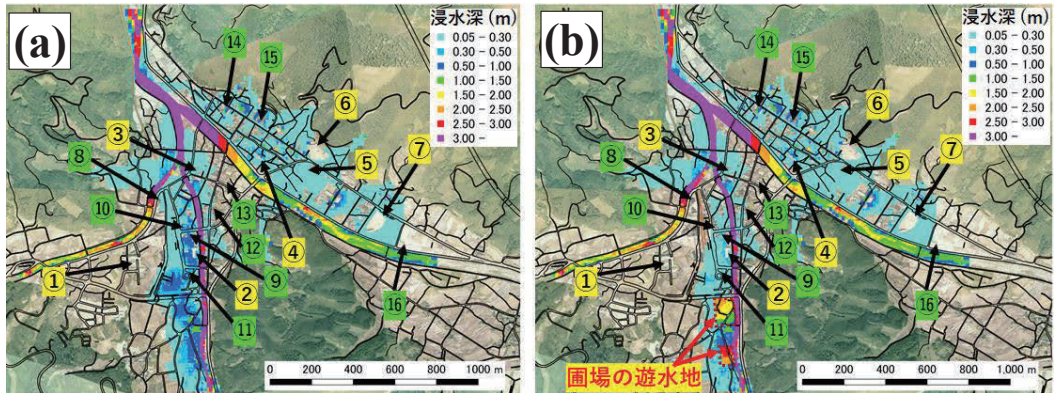 (a)
N
浸水深 (m)
0.05 - 0.30
0.30 - 0.50
0.50 - 1.00
1.00 - 1.50
1.50 - 2.00
2.00 - 2.50
2.50 - 3.00
3.00 -
⑭
⑮
⑥
③
⑤
⑦
⑧
⑩
⑬
⑫
④
①
⑨
②
⑪
⑯
0 200 400 600 800 1000 m
(b)
浸水深 (m)
0.05 - 0.30
0.30 - 0.50
0.50 - 1.00
1.00 - 1.50
1.50 - 2.00
2.00 - 2.50
2.50 - 3.00
3.00 -
⑭
⑮
⑥
③
⑤
⑦
⑧
⑩
⑬
⑫
④
①
⑨
②
⑪
⑯
圃場の遊水地
0 200 400 600 800 1,000 m